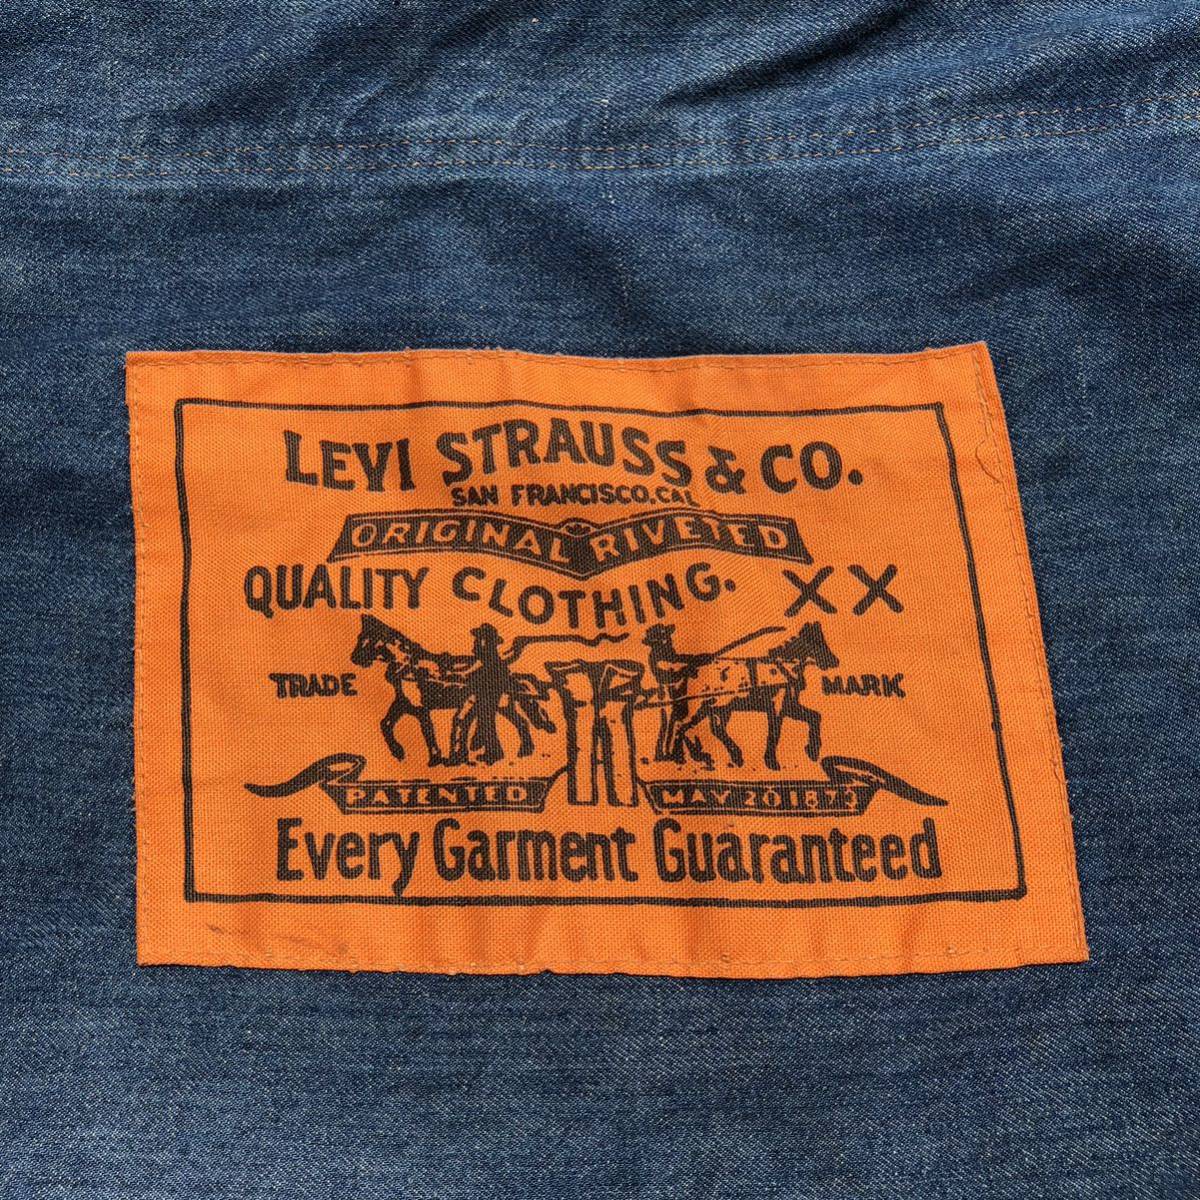 LEVI STRAUSS & CO.
SAN FRANCISCO, CAL
ORIGINAL RIVETED
QUALITY CLOTHING. XX
TRADE MARK
PATENTED MAY 20 1873
Every Garment Guaranteed